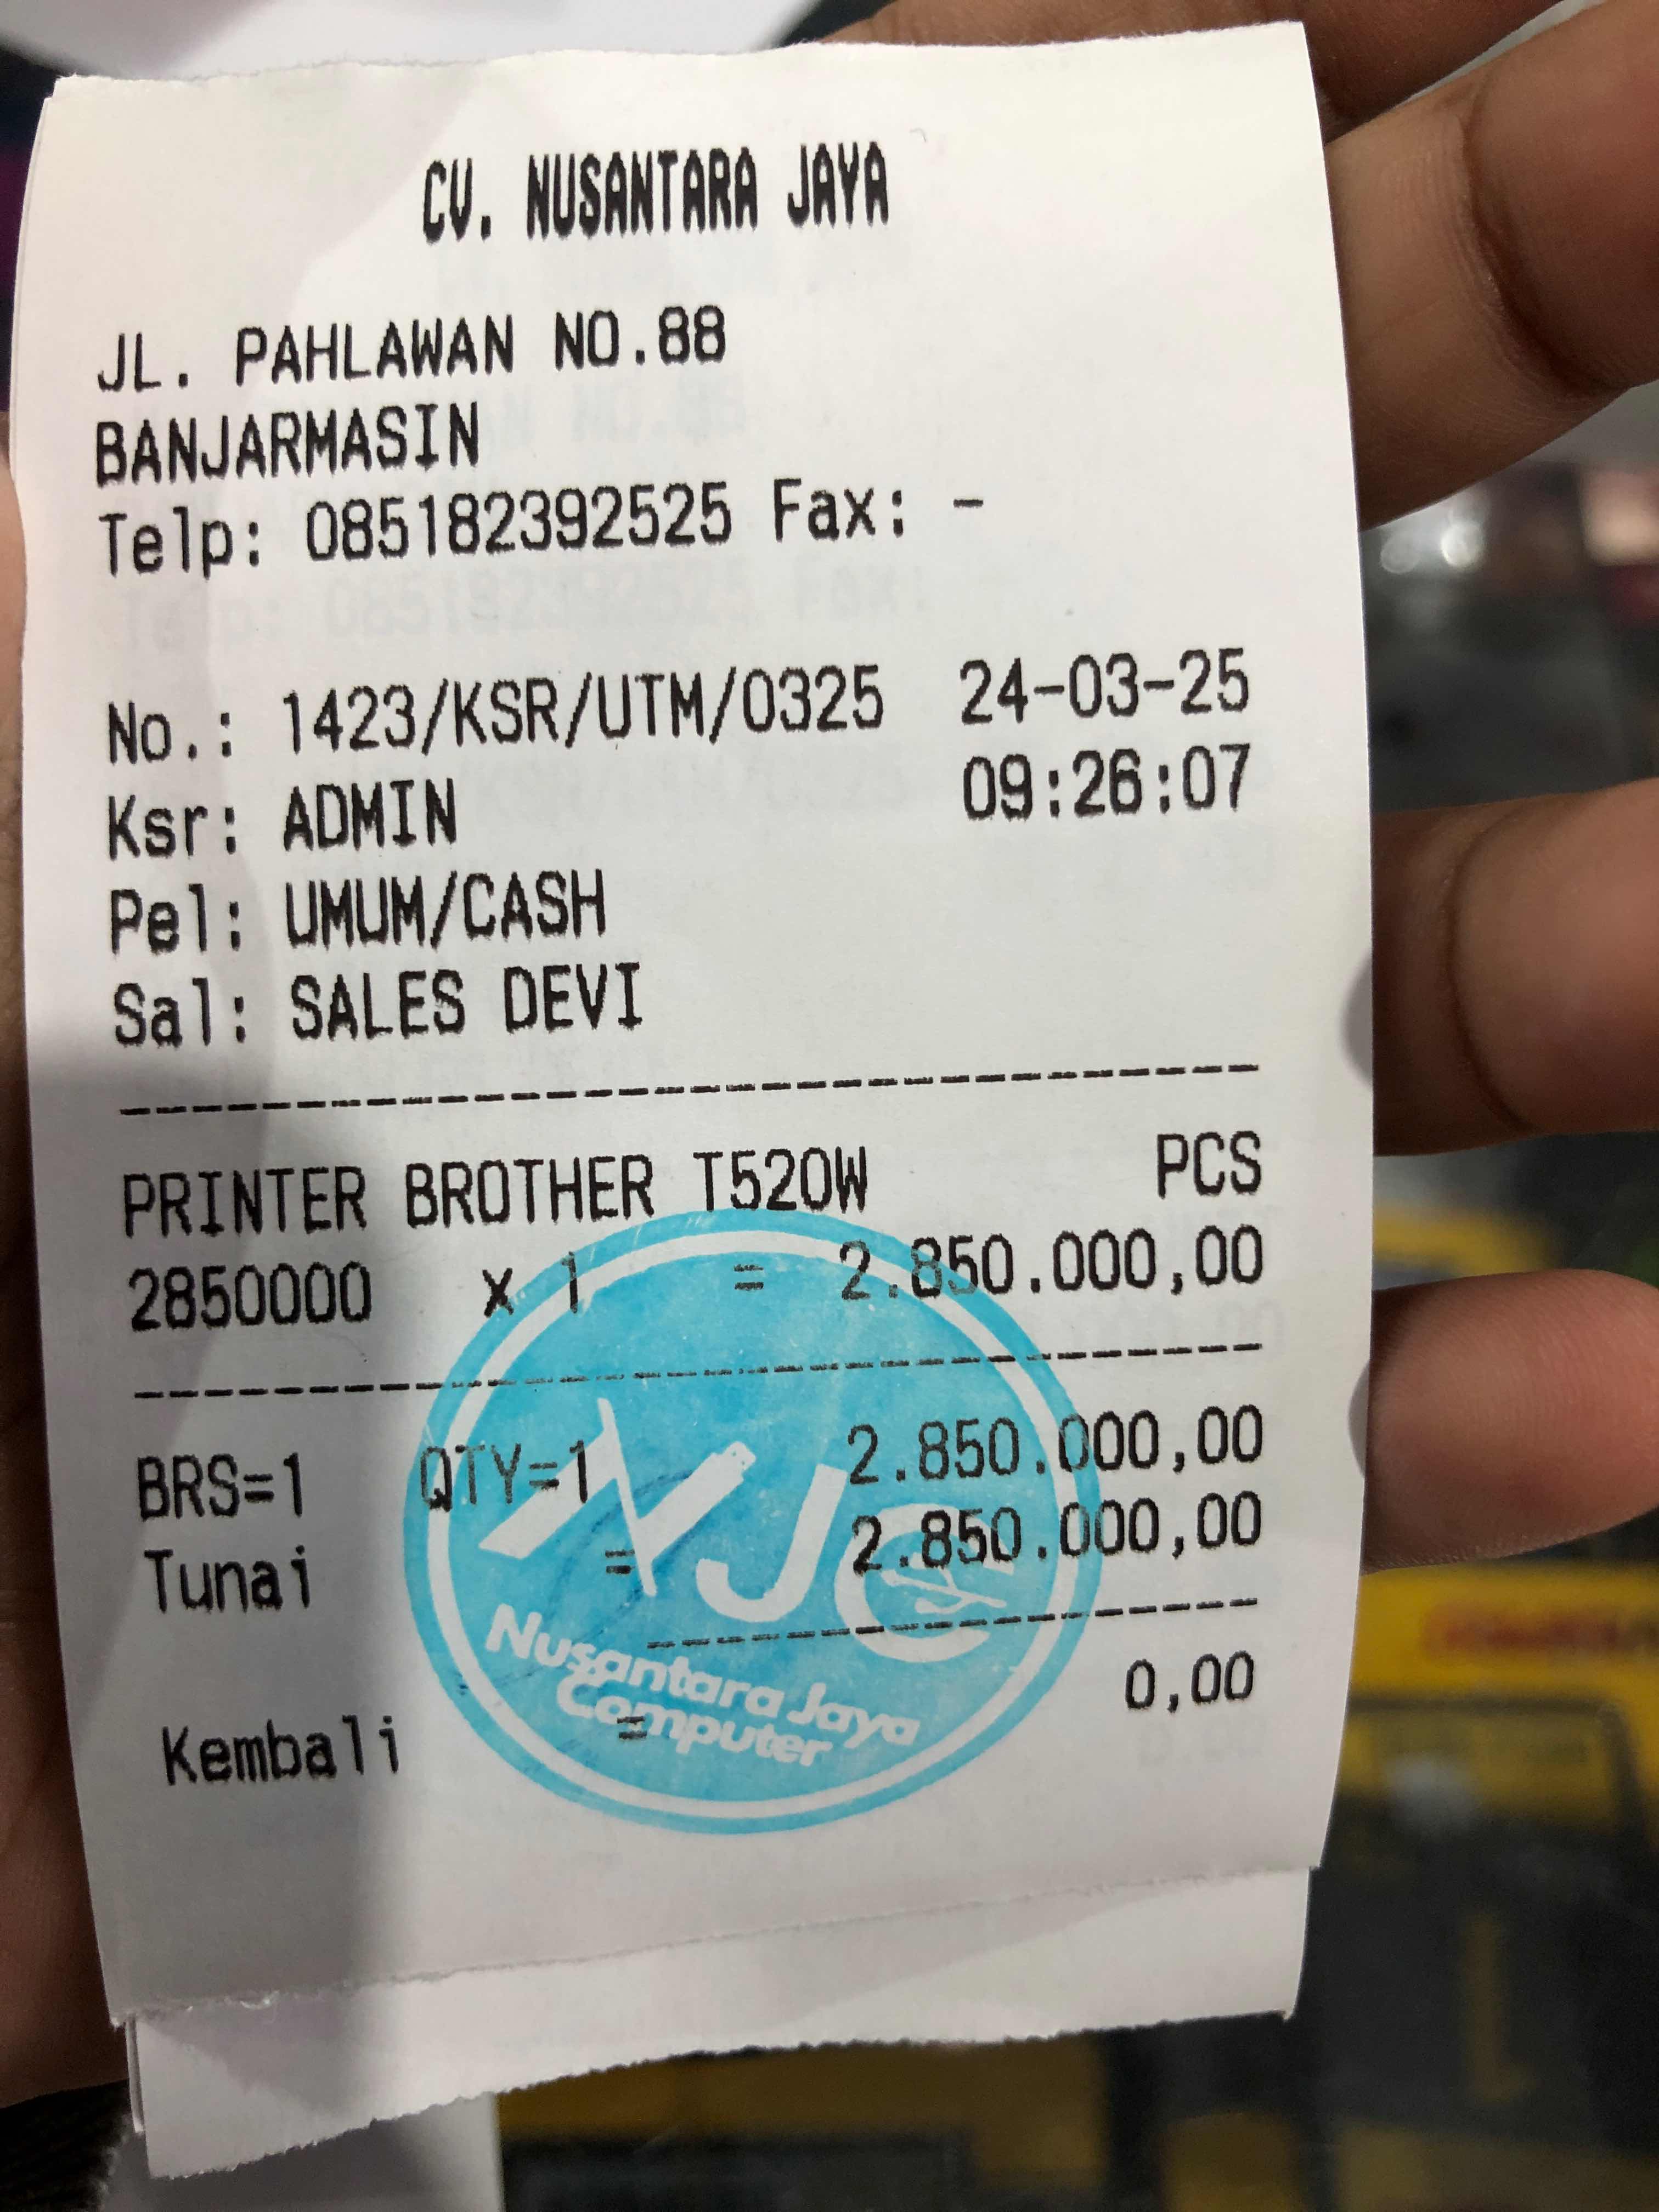 CV. NUSANTARA JAYA
JL. PAHLAWAN NO.88
BANJARMASIN
Telp: 085182392525 Fax: -
No.: 1423/KSR/UTM/0325 24-03-25
Ksr: ADMIN 09:26:07
Pel: UMUM/CASH
Sal: SALES DEVI
PRINTER BROTHER T520W PCS
2850000 x 1 = 2.850.000,00
BRS=1 QTY=1 2.850.000,00
Tunai = 2.850.000,00
Kembali = 0,00
NJC
Nusantara Jaya
Computer